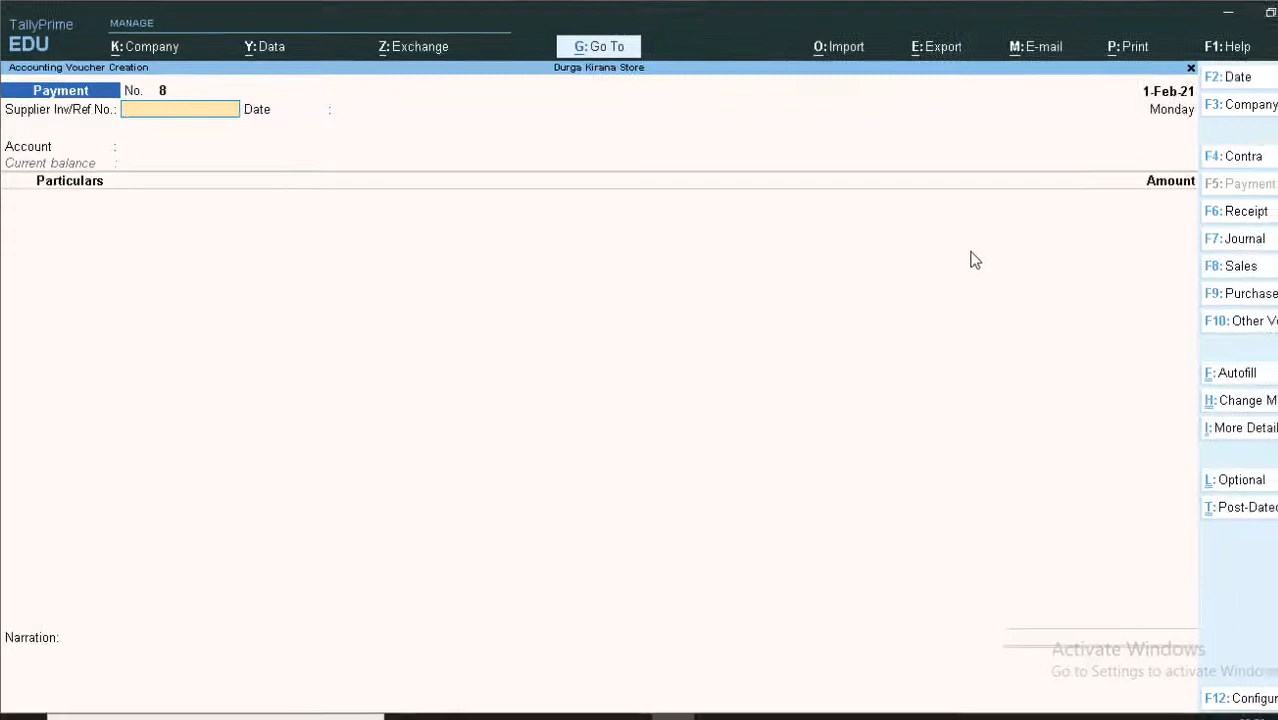 TallyPrime
EDU
MANAGE
K: Company
Y: Data
Z: Exchange
G: Go To
O: Import
E: Export
M: E-mail
P: Print
F1: Help
Accounting Voucher Creation
Durga Kirana Store
Payment No. 8
1-Feb-21
Supplier Inv/Ref No.:
Date :
Monday
Account :
Current balance :
Particulars
Amount
Narration:
F2: Date
F3: Company
F4: Contra
F5: Payment
F6: Receipt
F7: Journal
F8: Sales
F9: Purchase
F10: Other V
F: Autofill
H: Change M
I: More Detail
L: Optional
T: Post-Dated
F12: Configur
Activate Windows
Go to Settings to activate Windo